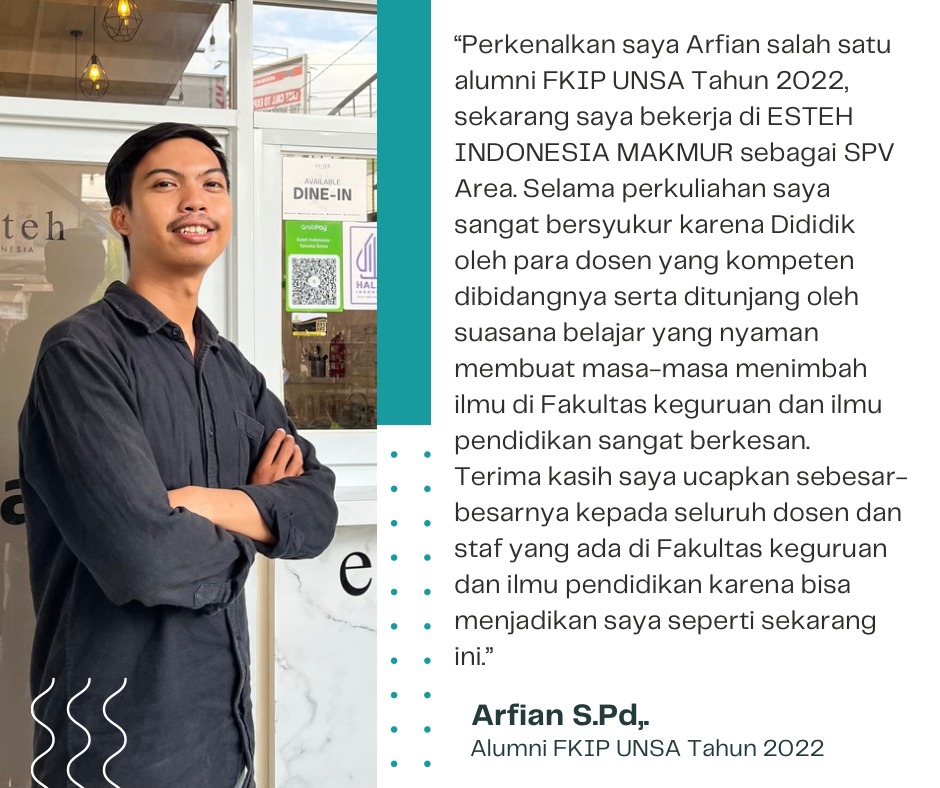 “Perkenalkan saya Arfian salah satu
alumni FKIP UNSA Tahun 2022,
sekarang saya bekerja di ESTEH
INDONESIA MAKMUR sebagai SPV
Area. Selama perkuliahan saya
sangat bersyukur karena Dididik
oleh para dosen yang kompeten
dibidangnya serta ditunjang oleh
suasana belajar yang nyaman
membuat masa-masa menimbah
ilmu di Fakultas keguruan dan ilmu
pendidikan sangat berkesan.
Terima kasih saya ucapkan sebesar-
besarnya kepada seluruh dosen dan
staf yang ada di Fakultas keguruan
dan ilmu pendidikan karena bisa
menjadikan saya seperti sekarang
ini.”
Arfian S.Pd,.
Alumni FKIP UNSA Tahun 2022
teh
NESIA
AVAILABLE
DINE-IN
GrabPay
HAL
a
e